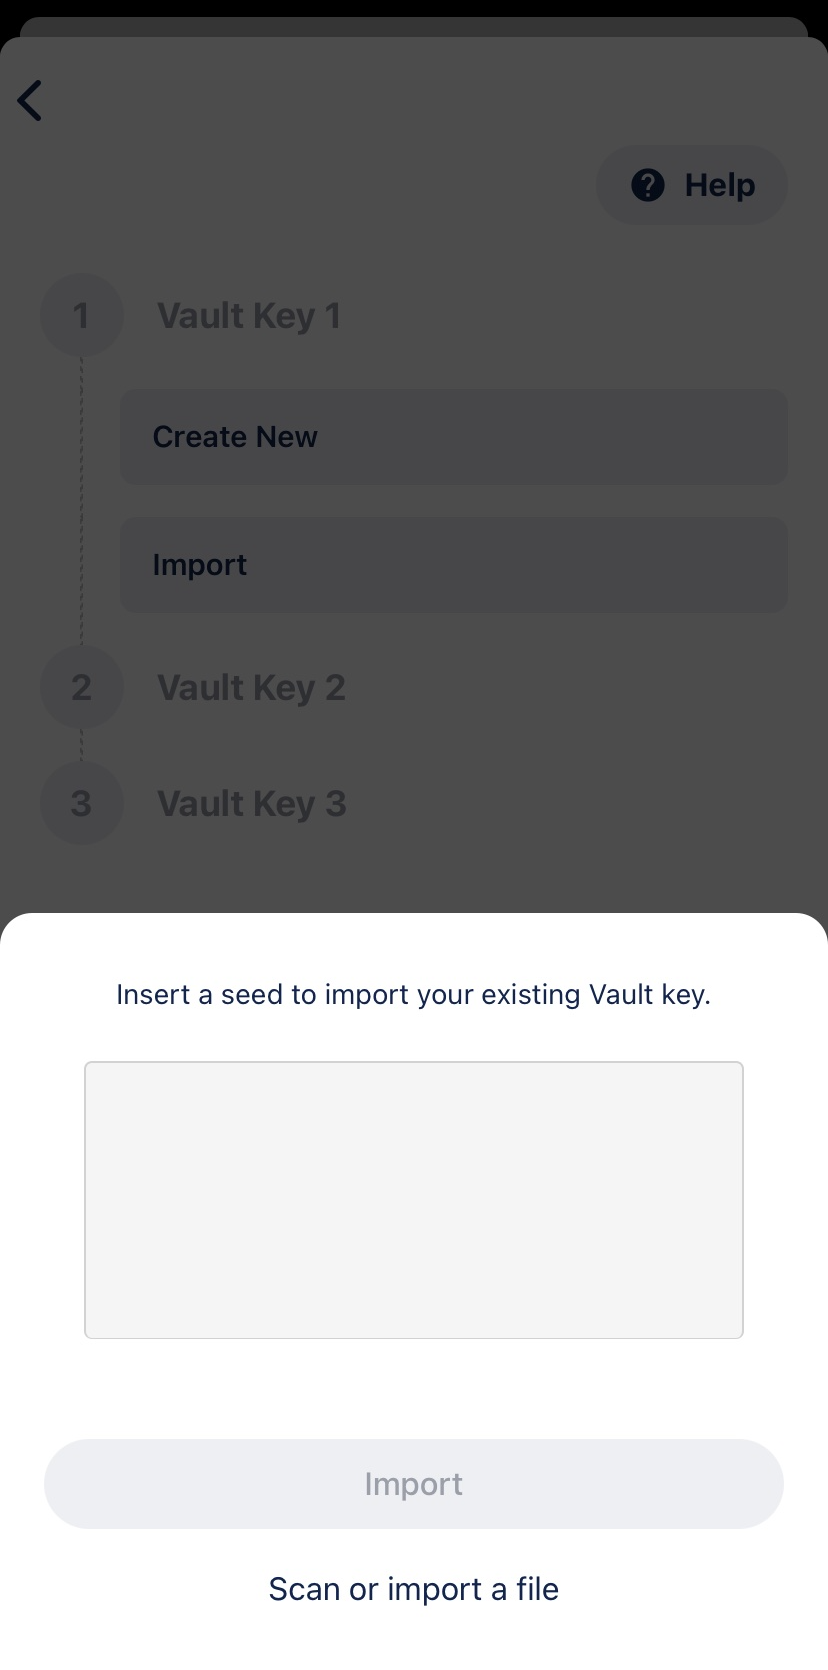 Help
1 Vault Key 1
Create New
Import
2 Vault Key 2
3 Vault Key 3
Insert a seed to import your existing Vault key.
Import
Scan or import a file